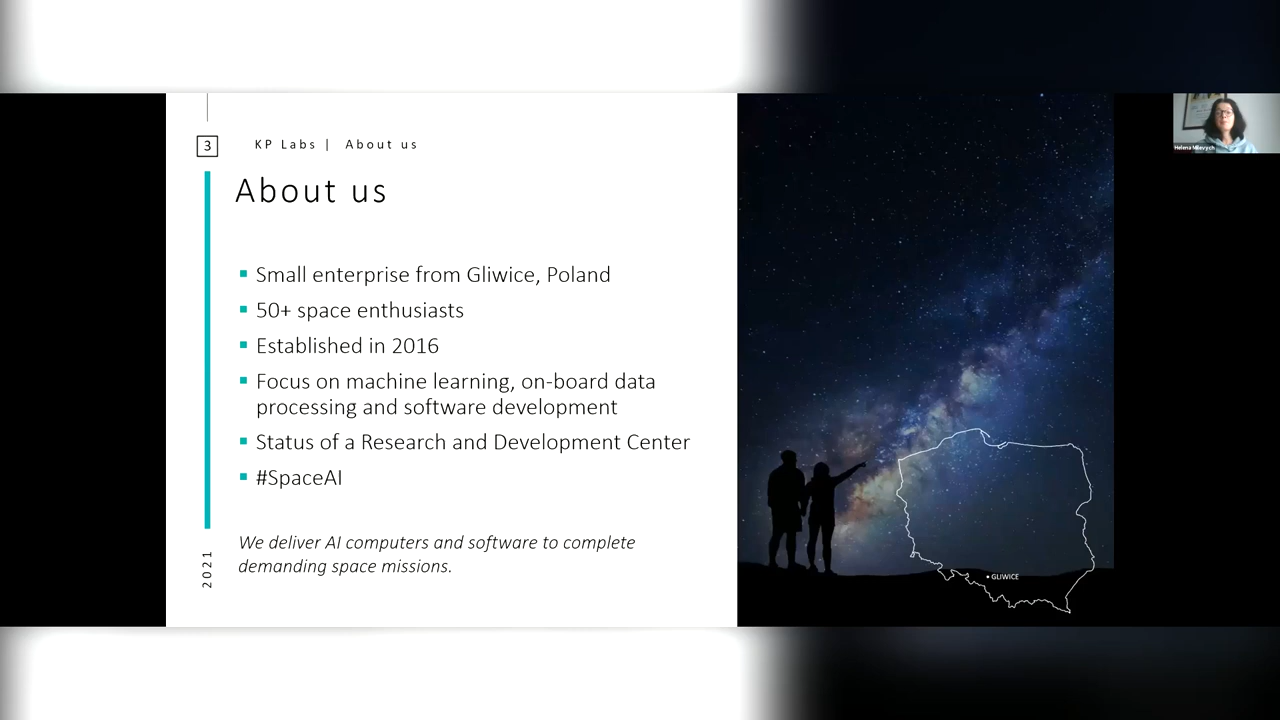 3
KP Labs | About us
About us
Small enterprise from Gliwice, Poland
50+ space enthusiasts
Established in 2016
Focus on machine learning, on-board data
processing and software development
Status of a Research and Development Center
#SpaceAI
We deliver AI computers and software to complete
demanding space missions.
2021
GLIWICE
Helena Milevych